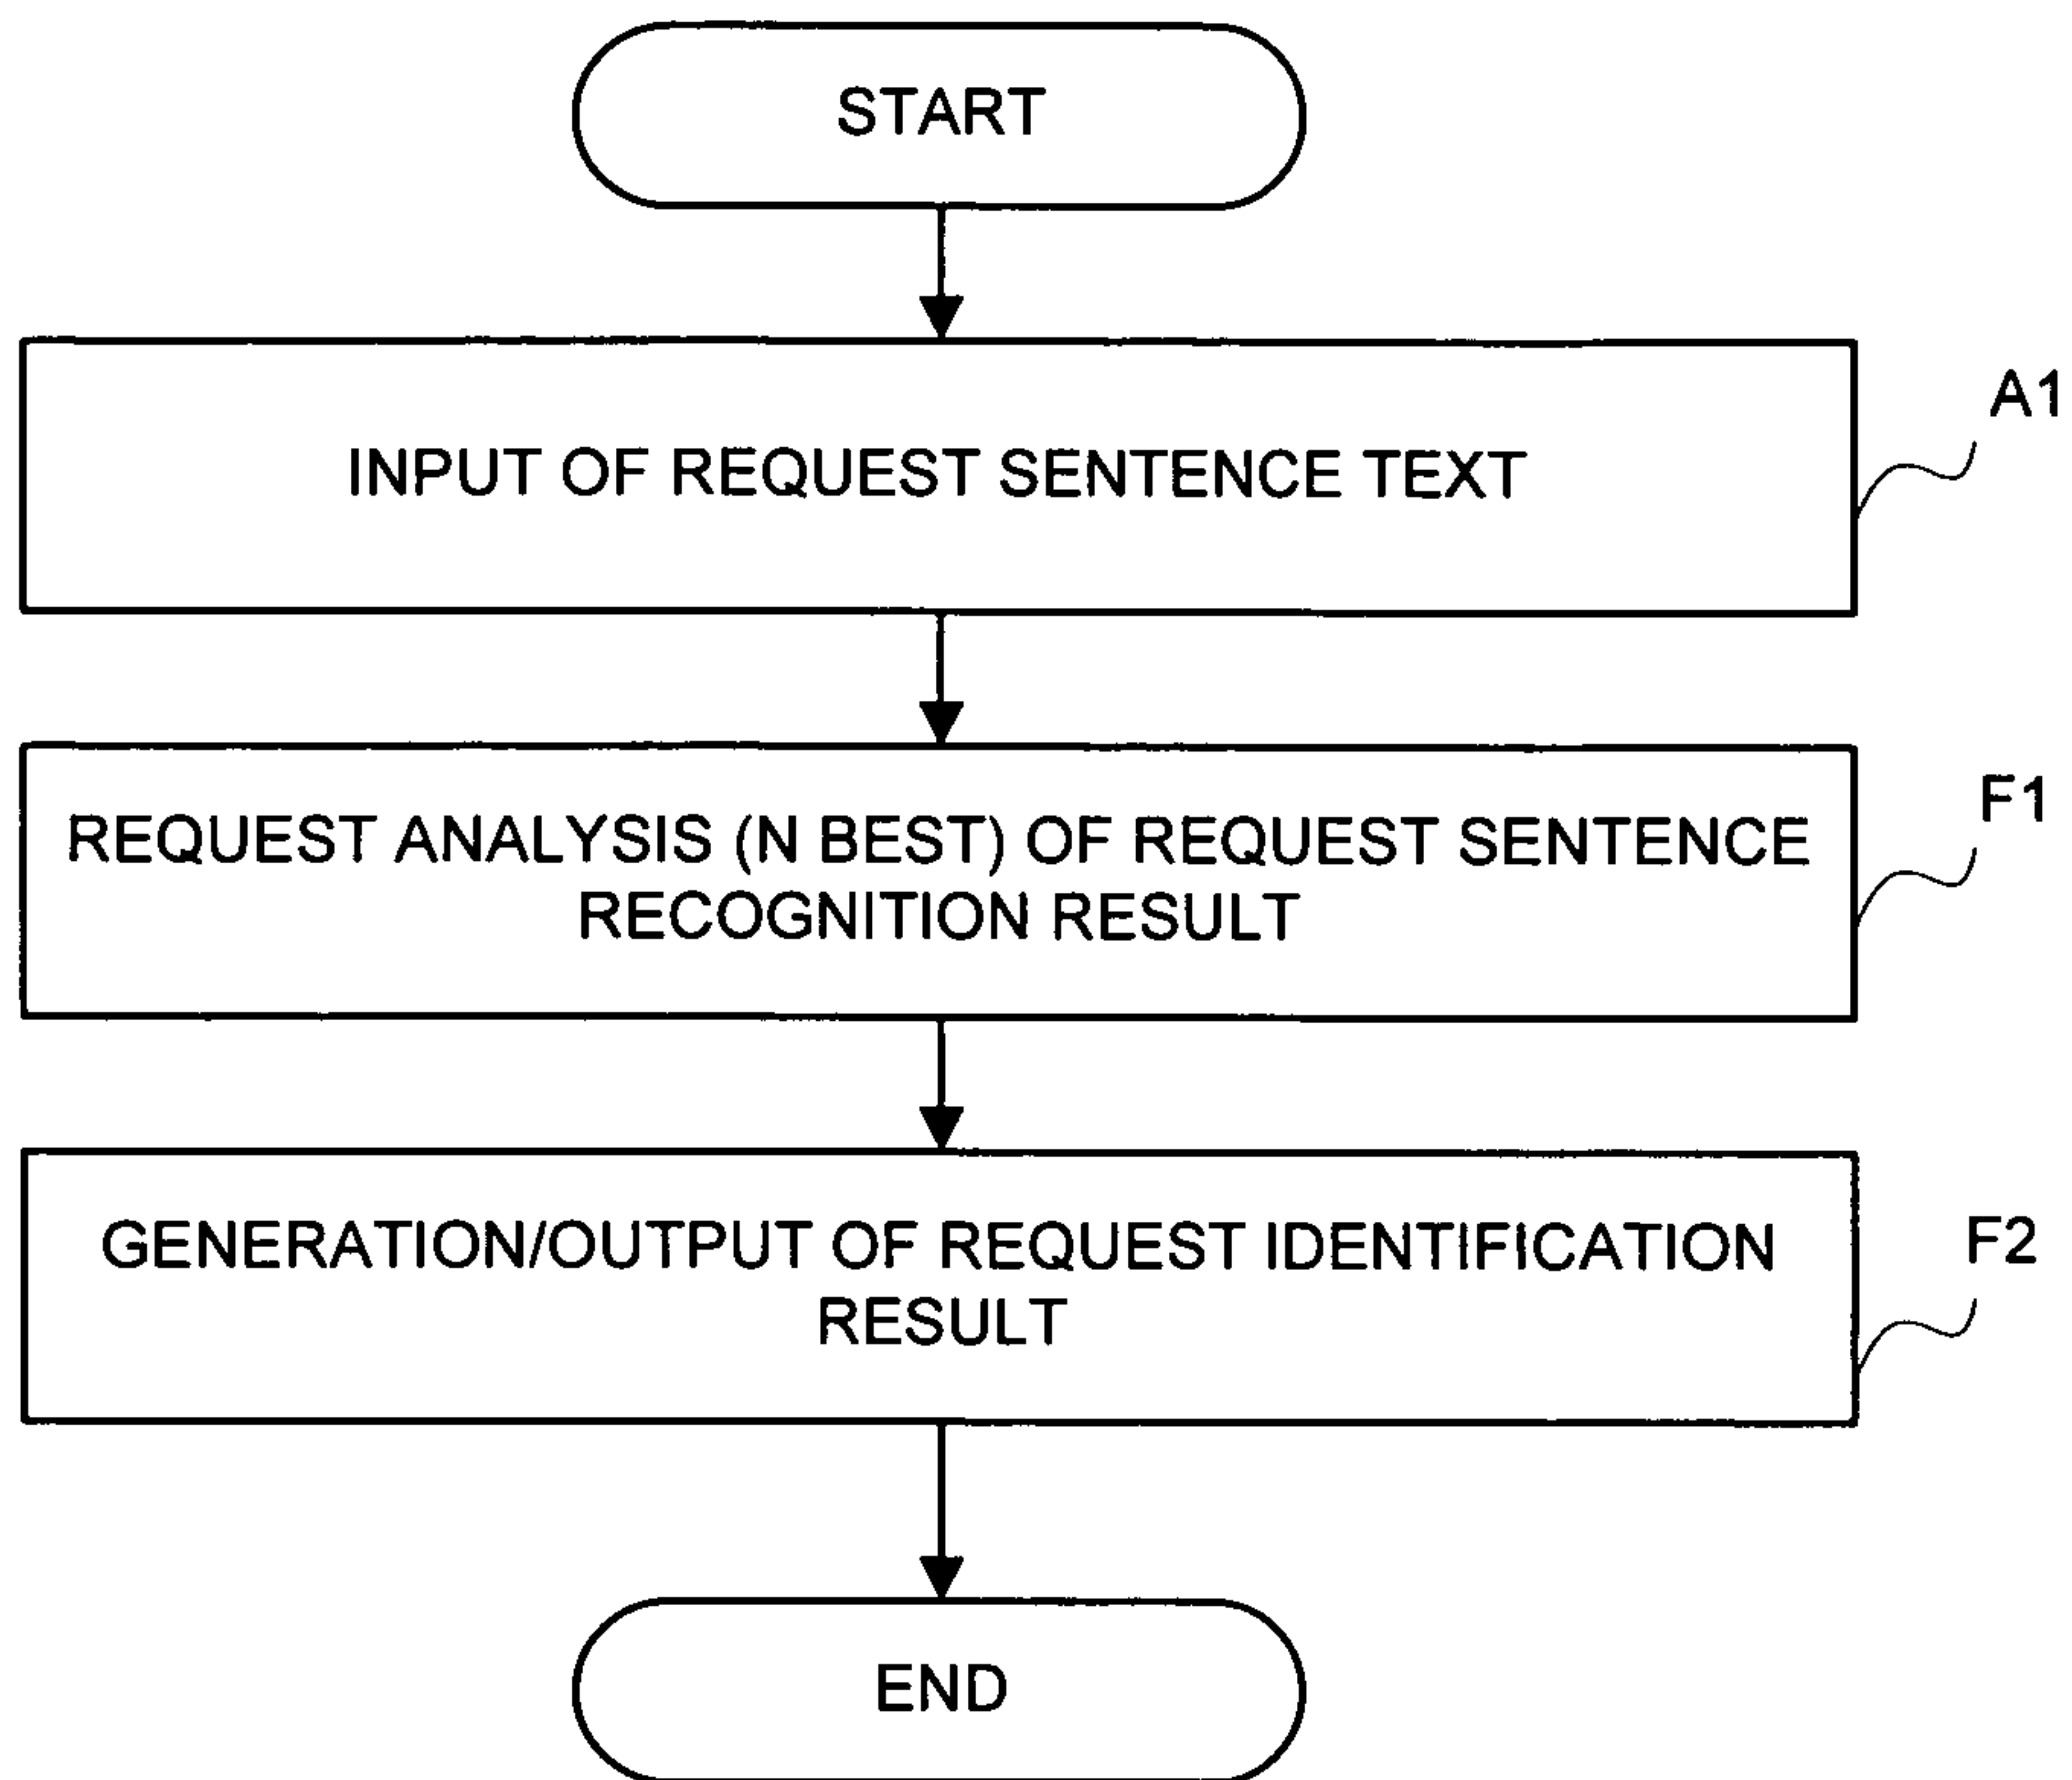 START
INPUT OF REQUEST SENTENCE TEXT
A1
REQUEST ANALYSIS (N BEST) OF REQUEST SENTENCE
RECOGNITION RESULT
F1
GENERATION/OUTPUT OF REQUEST IDENTIFICATION
RESULT
F2
END